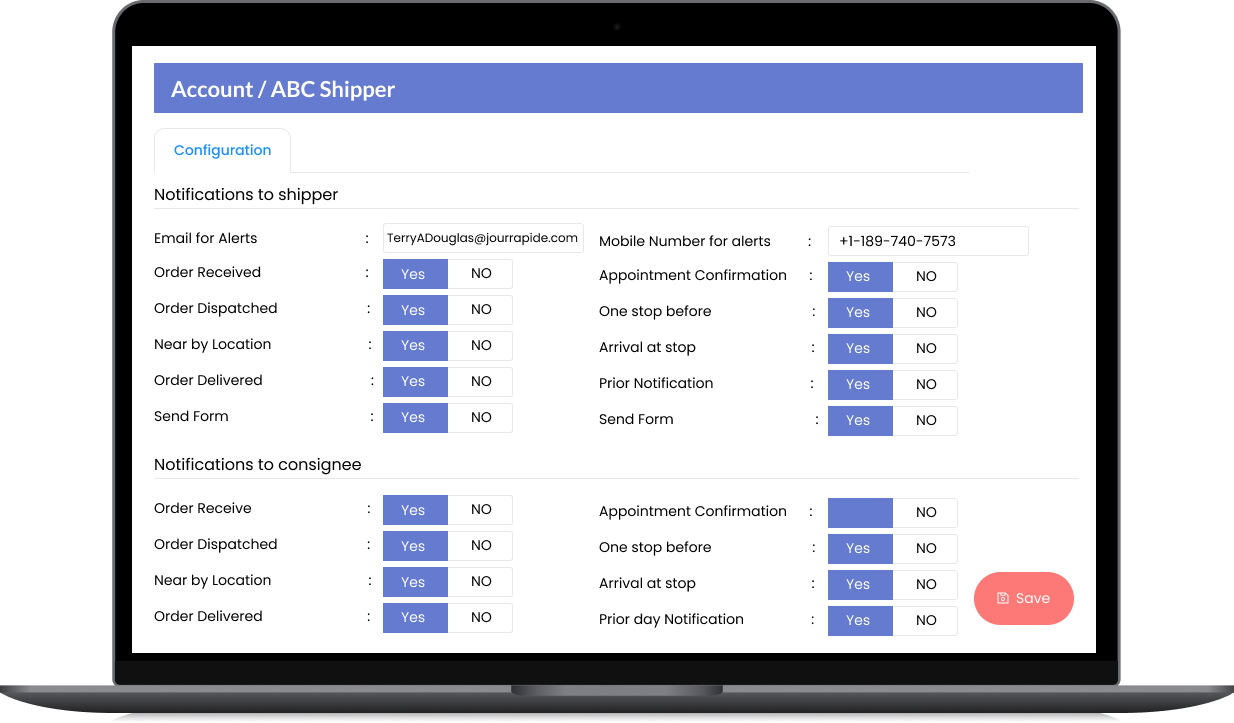 Account / ABC Shipper
Configuration
Notifications to shipper
Email for Alerts : TerryADouglas@jourrapide.com Mobile Number for alerts : +1-189-740-7573
Order Received : Yes NO Appointment Confirmation : Yes NO
Order Dispatched : Yes NO One stop before : Yes NO
Near by Location : Yes NO Arrival at stop : Yes NO
Order Delivered : Yes NO Prior Notification : Yes NO
Send Form : Yes NO Send Form : Yes NO
Notifications to consignee
Order Receive : Yes NO Appointment Confirmation : NO
Order Dispatched : Yes NO One stop before : Yes NO
Near by Location : Yes NO Arrival at stop : Yes NO
Order Delivered : Yes NO Prior day Notification : Yes NO
Save